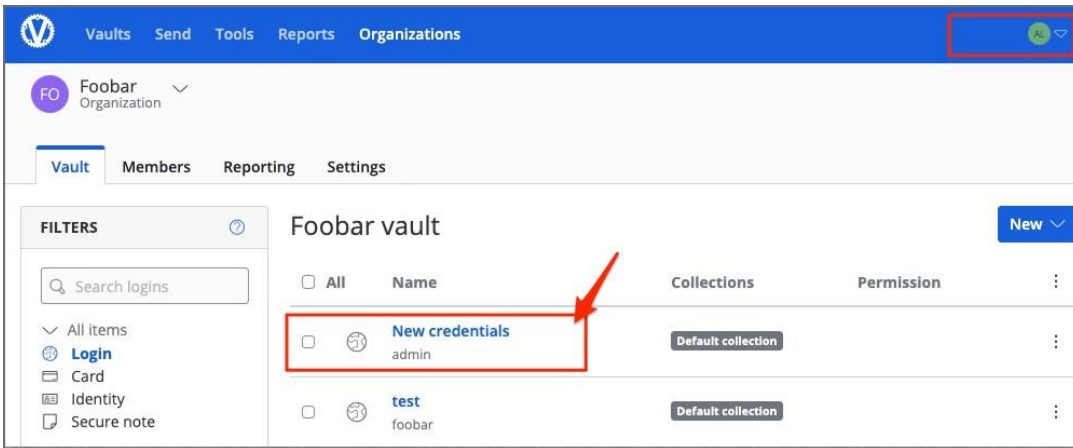 Vaults Send Tools Reports Organizations AL
FO Foobar
Organization
Vault Members Reporting Settings
FILTERS
Search logins
All items
Login
Card
Identity
Secure note
Foobar vault New
All Name Collections Permission
New credentials Default collection
admin
test Default collection
foobar